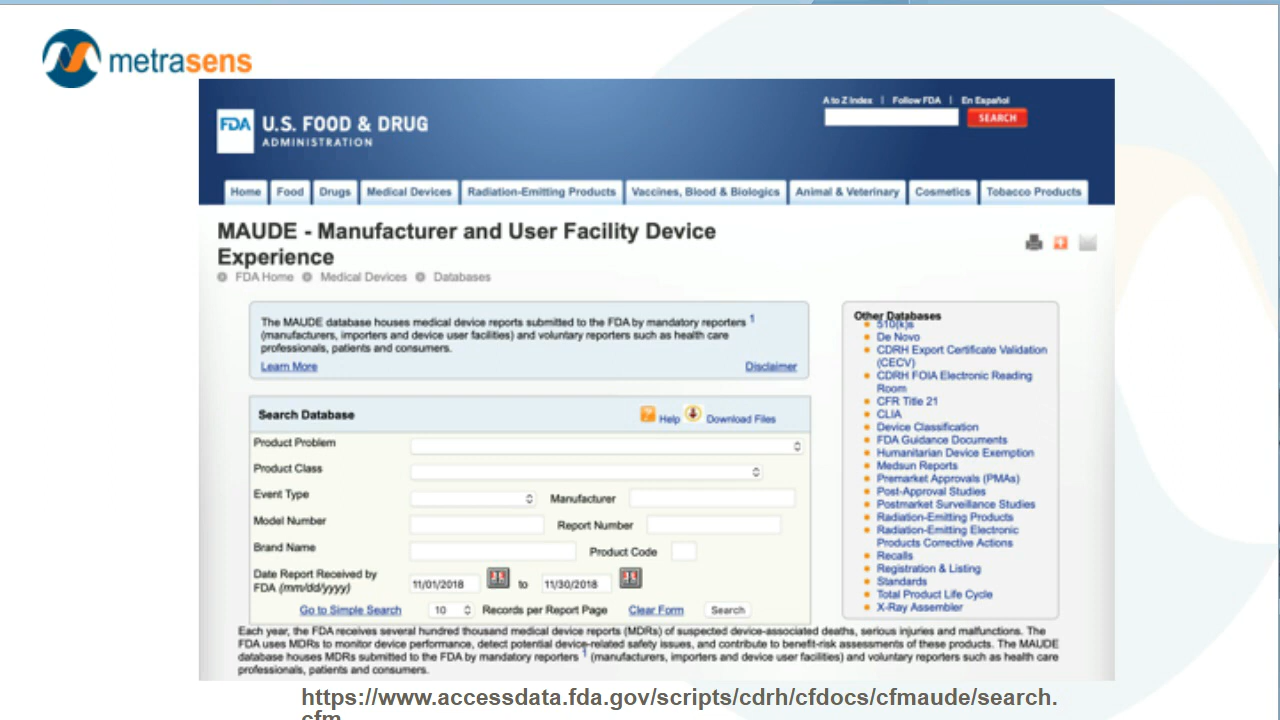 metrasens
A to Z Index | Follow FDA | En Español
FDA U.S. FOOD & DRUG
ADMINISTRATION
SEARCH
Home Food Drugs Medical Devices Radiation-Emitting Products Vaccines, Blood & Biologics Animal & Veterinary Cosmetics Tobacco Products
MAUDE - Manufacturer and User Facility Device
Experience
FDA Home Medical Devices Databases
The MAUDE database houses medical device reports submitted to the FDA by mandatory reporters 1
(manufacturers, importers and device user facilities) and voluntary reporters such as health care
professionals, patients and consumers.
Learn More Disclaimer
Search Database Help Download Files
Product Problem
Product Class
Event Type Manufacturer
Model Number Report Number
Brand Name Product Code
Date Report Received by
FDA (mm/dd/yyyy) 11/01/2018 to 11/30/2018
Go to Simple Search 10 Records per Report Page Clear Form Search
Other Databases
510(k)s
De Novo
CDRH Export Certificate Validation
(CECV)
CDRH FOIA Electronic Reading
Room
CFR Title 21
CLIA
Device Classification
FDA Guidance Documents
Humanitarian Device Exemption
Medsun Reports
Premarket Approvals (PMAs)
Post-Approval Studies
Postmarket Surveillance Studies
Radiation-Emitting Products
Radiation-Emitting Electronic
Products Corrective Actions
Recalls
Registration & Listing
Standards
Total Product Life Cycle
X-Ray Assembler
Each year, the FDA receives several hundred thousand medical device reports (MDRs) of suspected device-associated deaths, serious injuries and malfunctions. The
FDA uses MDRs to monitor device performance, detect potential device-related safety issues, and contribute to benefit-risk assessments of these products. The MAUDE
database houses MDRs submitted to the FDA by mandatory reporters 1 (manufacturers, importers and device user facilities) and voluntary reporters such as health care
professionals, patients and consumers.
https://www.accessdata.fda.gov/scripts/cdrh/cfdocs/cfmaude/search.
cfm